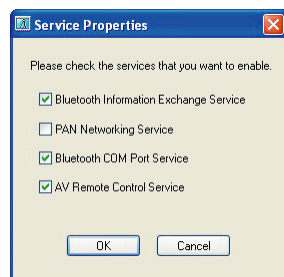 Service Properties
Please check the services that you want to enable.
Bluetooth Information Exchange Service
PAN Networking Service
Bluetooth COM Port Service
AV Remote Control Service
OK Cancel